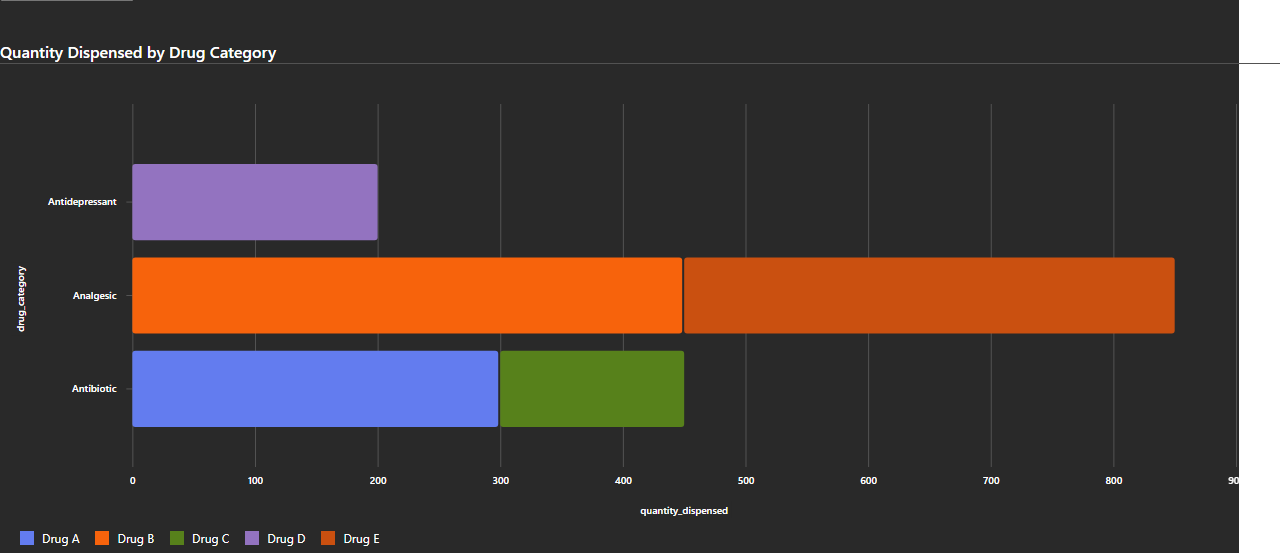 Quantity Dispensed by Drug Category
Antidepressant
Analgesic
Antibiotic
drug_category
0 100 200 300 400 500 600 700 800 90
quantity_dispensed
Drug A Drug B Drug C Drug D Drug E